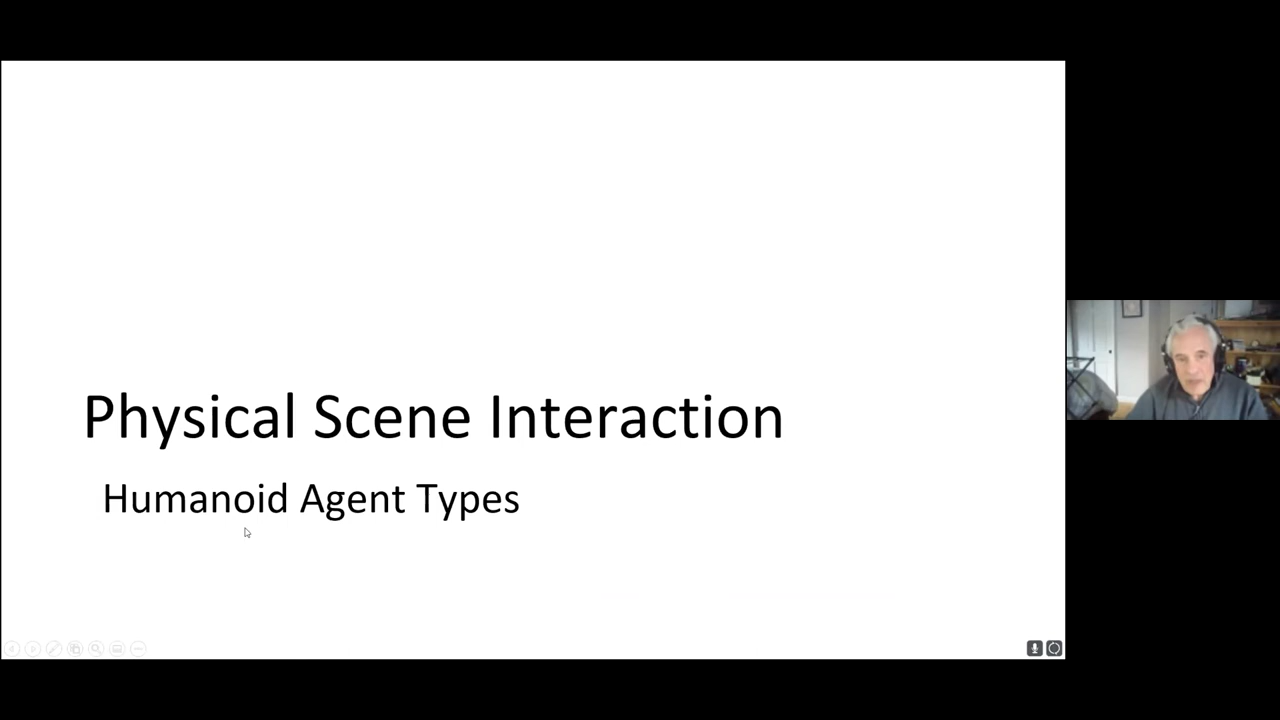 Physical Scene Interaction
Humanoid Agent Types